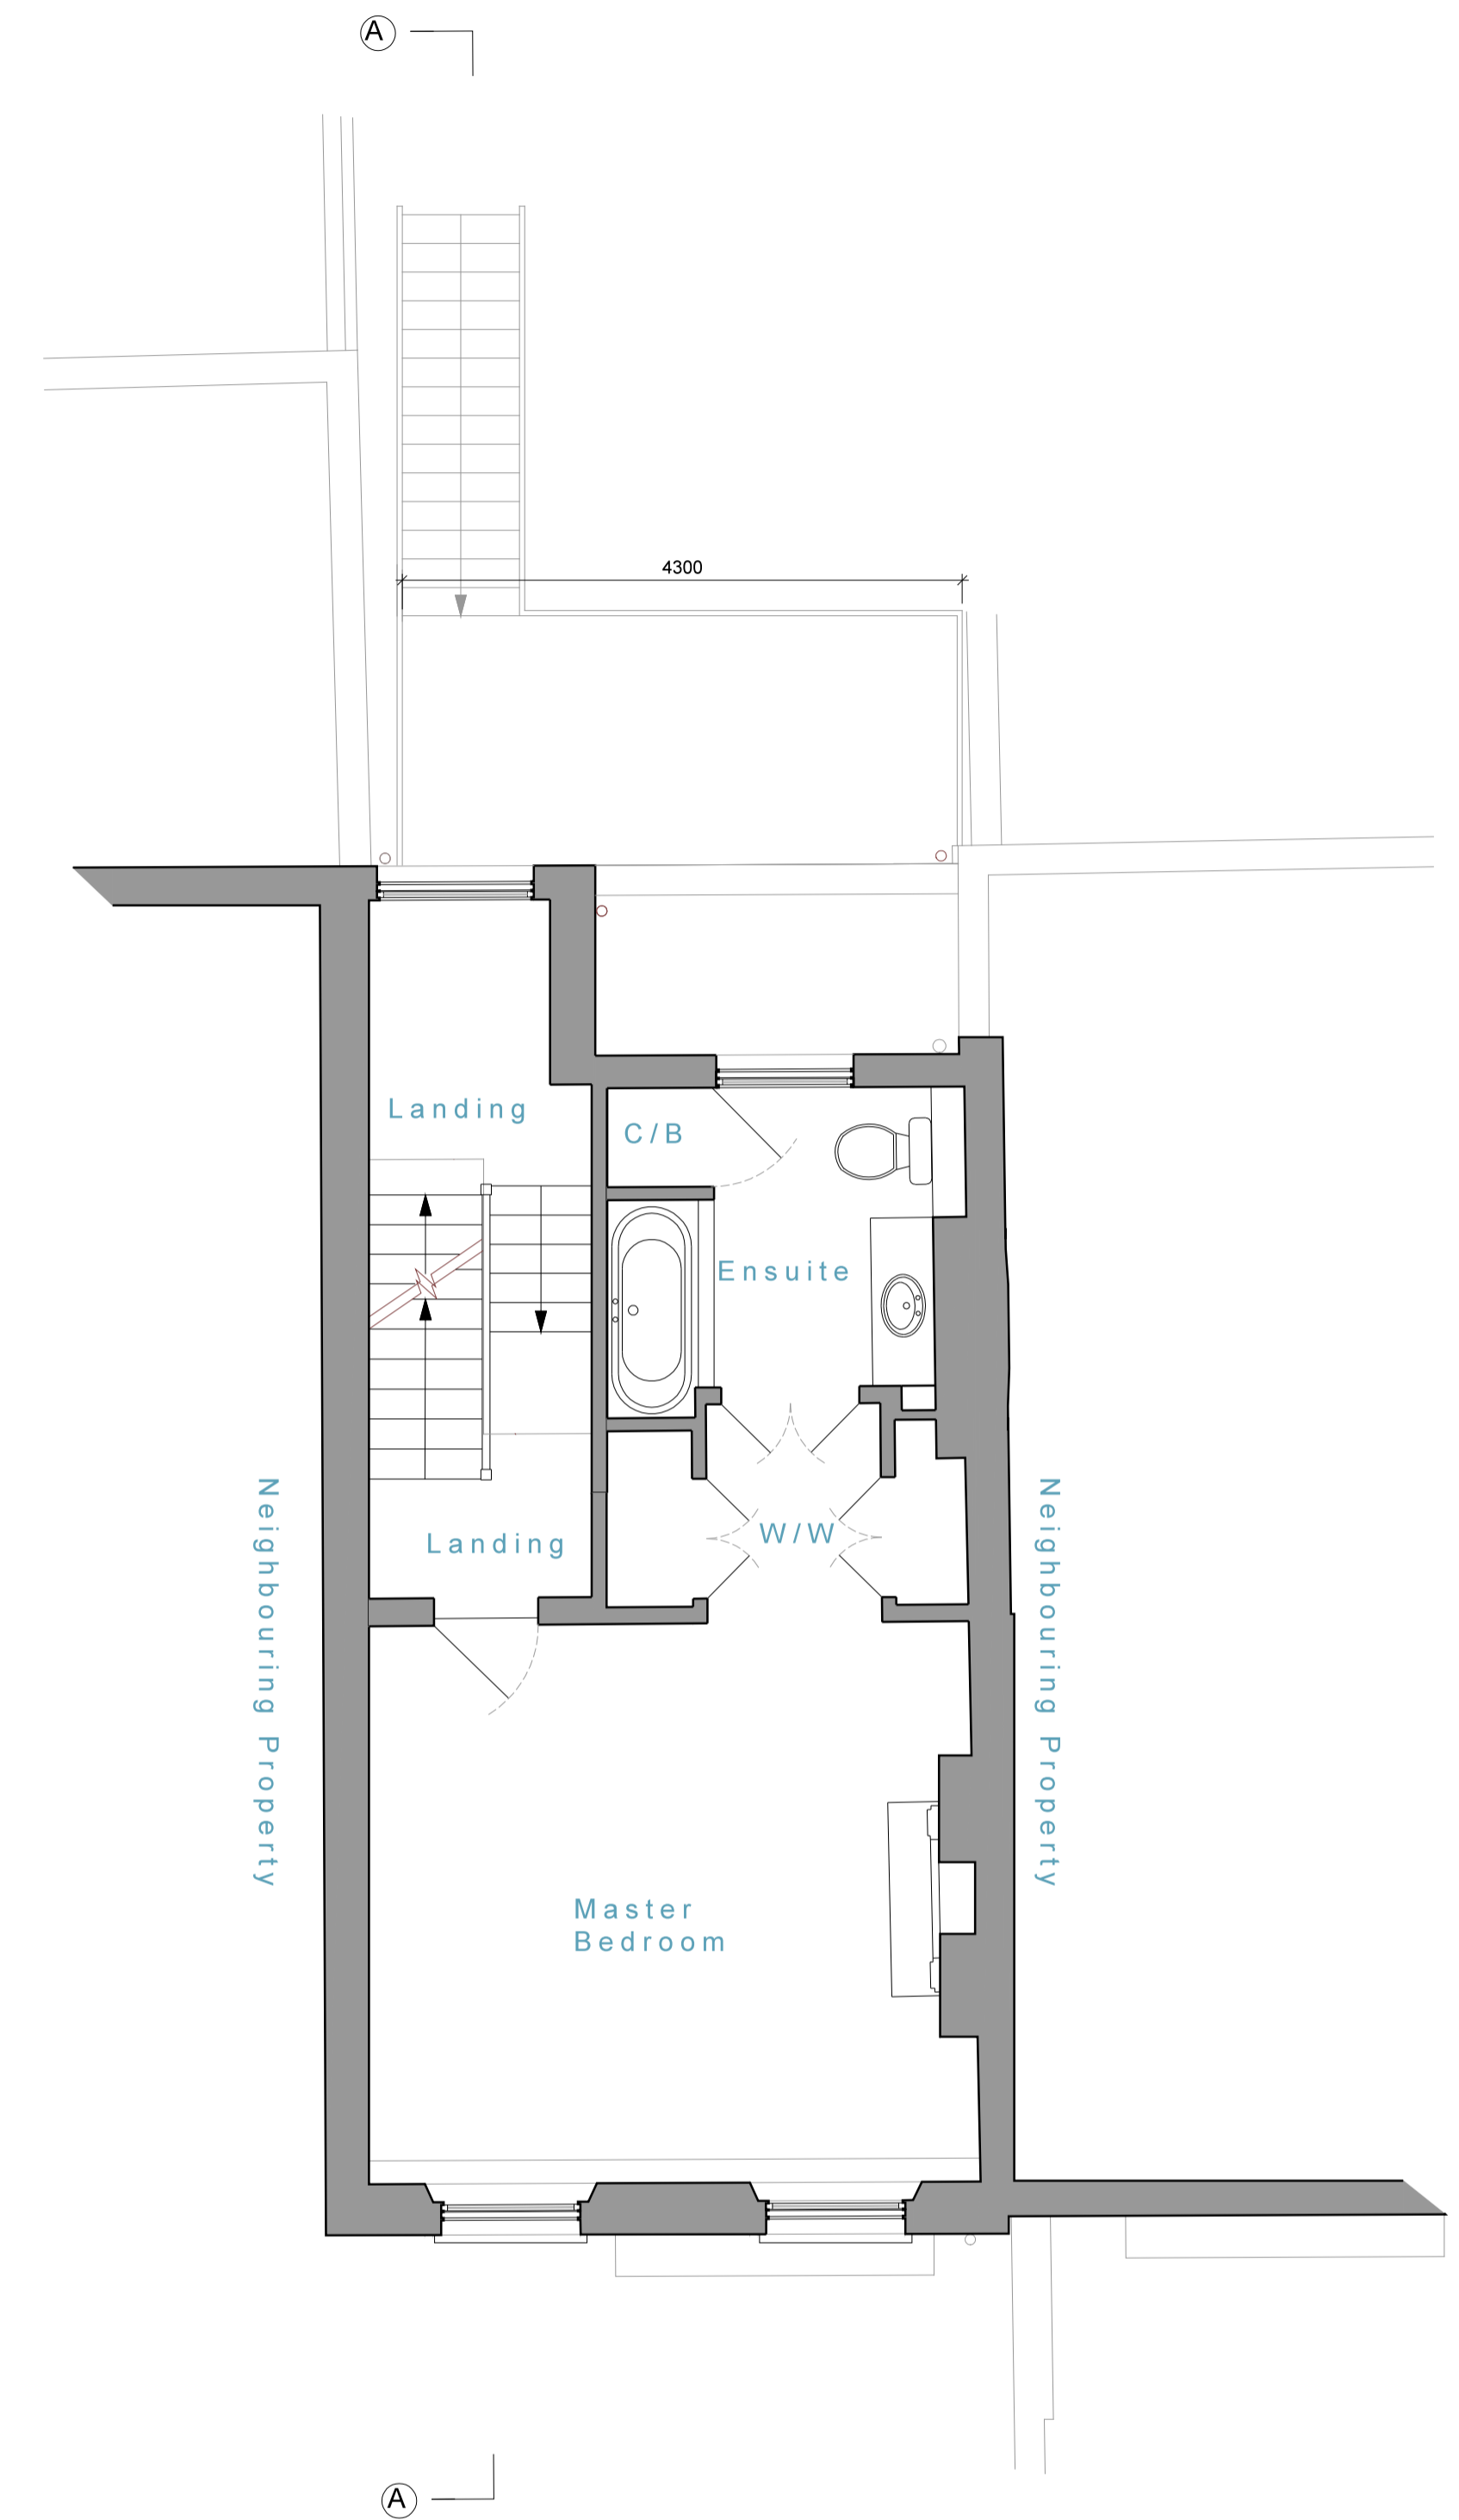 A
4300
Landing
C/B
Ensuite
Neighbouring Property
Neighbouring Property
Landing
W/W
Master
Bedroom
A